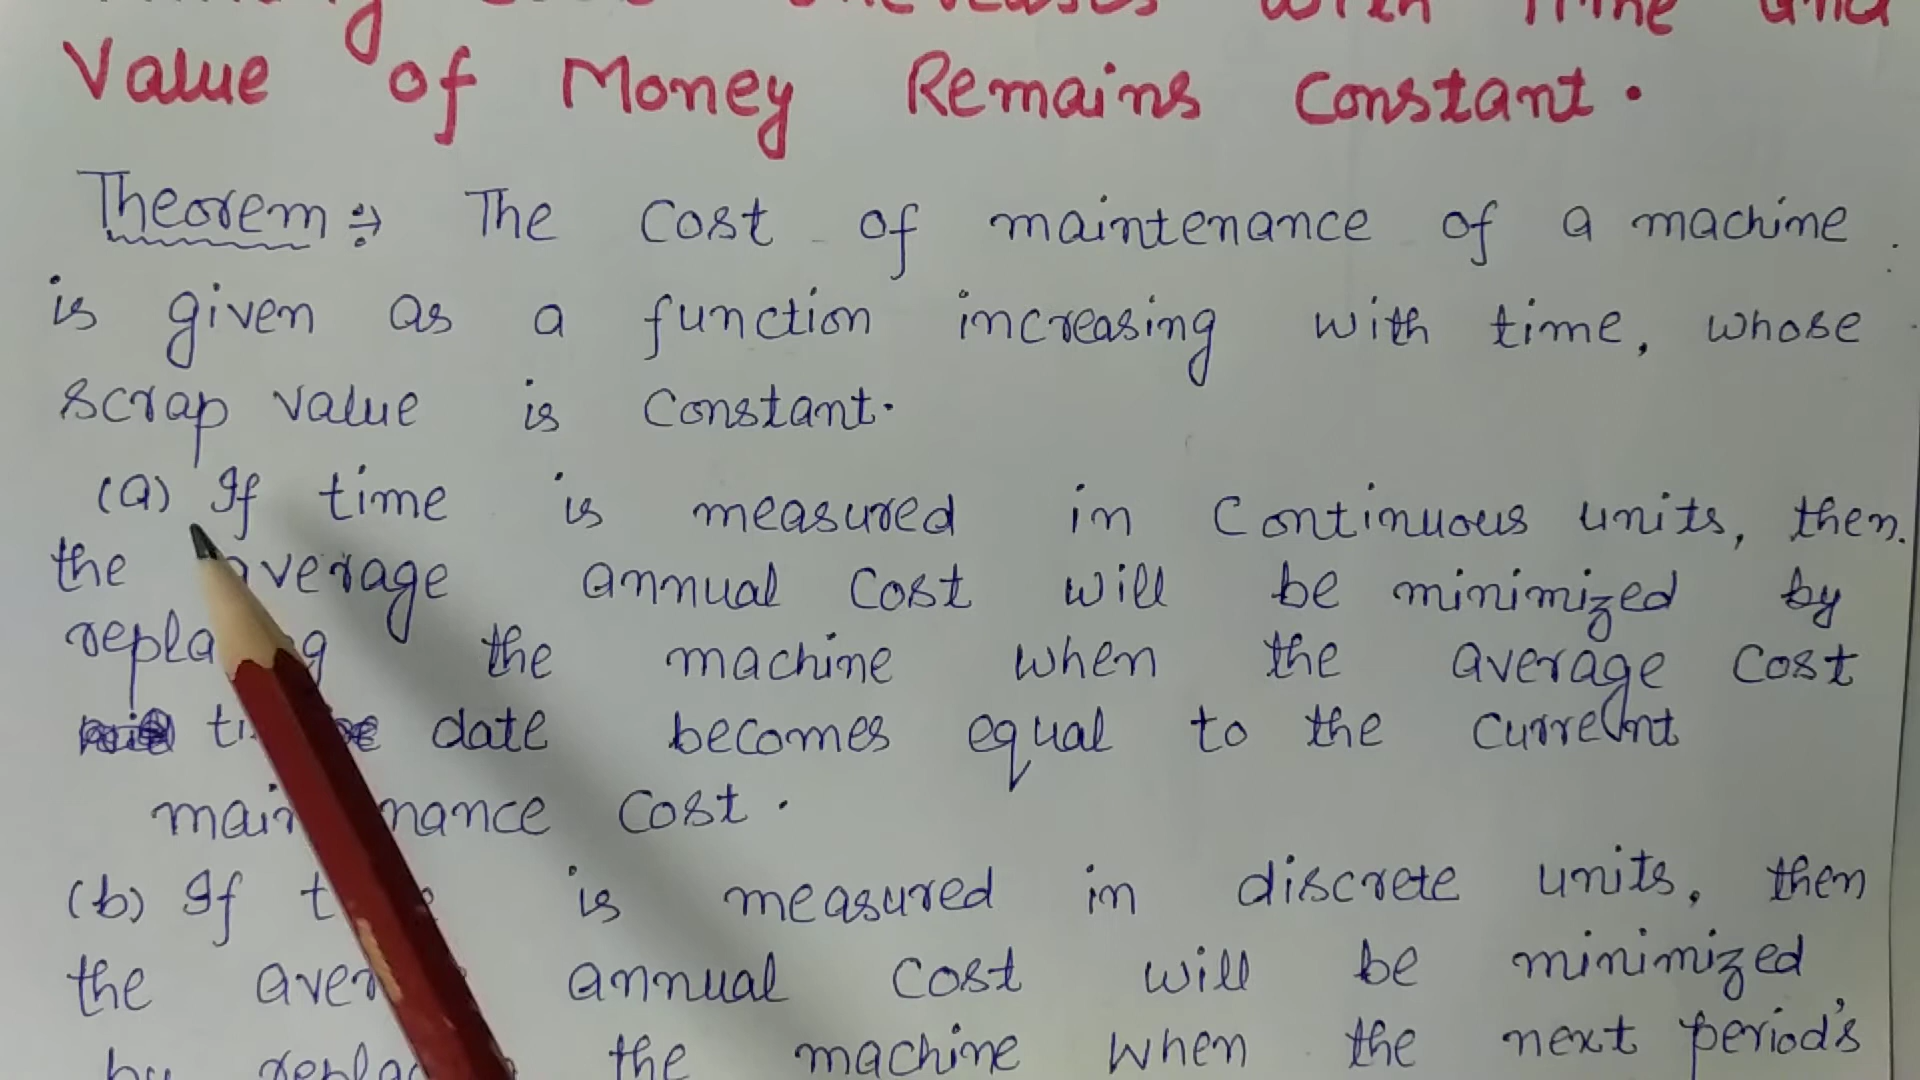 with
Value of Money Remains Constant.
Theorem :→ The cost of maintenance of a machine
is given as a function increasing with time, whose
scrap value is Constant.
(a) If time is measured in Continuous units, then
the average annual cost will be minimized by
the machine when the average cost
date becomes equal to the current
cost.
(b) If is measured in discrete units, then
the annual cost will be minimized
the machine when the next period's